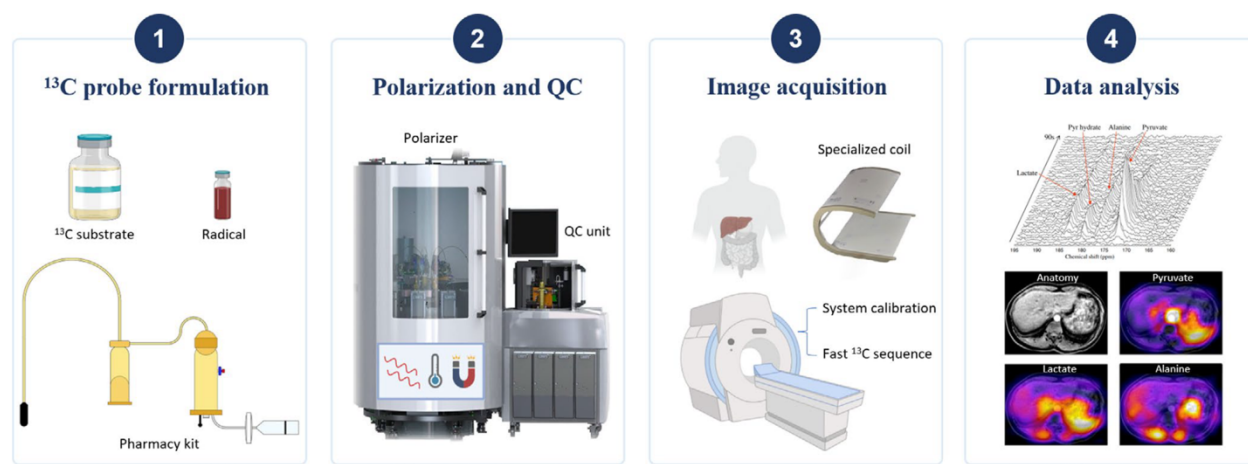 1
¹³C probe formulation
¹³C substrate
Radical
Pharmacy kit
2
Polarization and QC
Polarizer
QC unit
3
Image acquisition
Specialized coil
System calibration
Fast ¹³C sequence
4
Data analysis
Pyr hydrate
Alanine
Pyruvate
90s
Lactate
Chemical shift (ppm)
Anatomy
Pyruvate
Lactate
Alanine